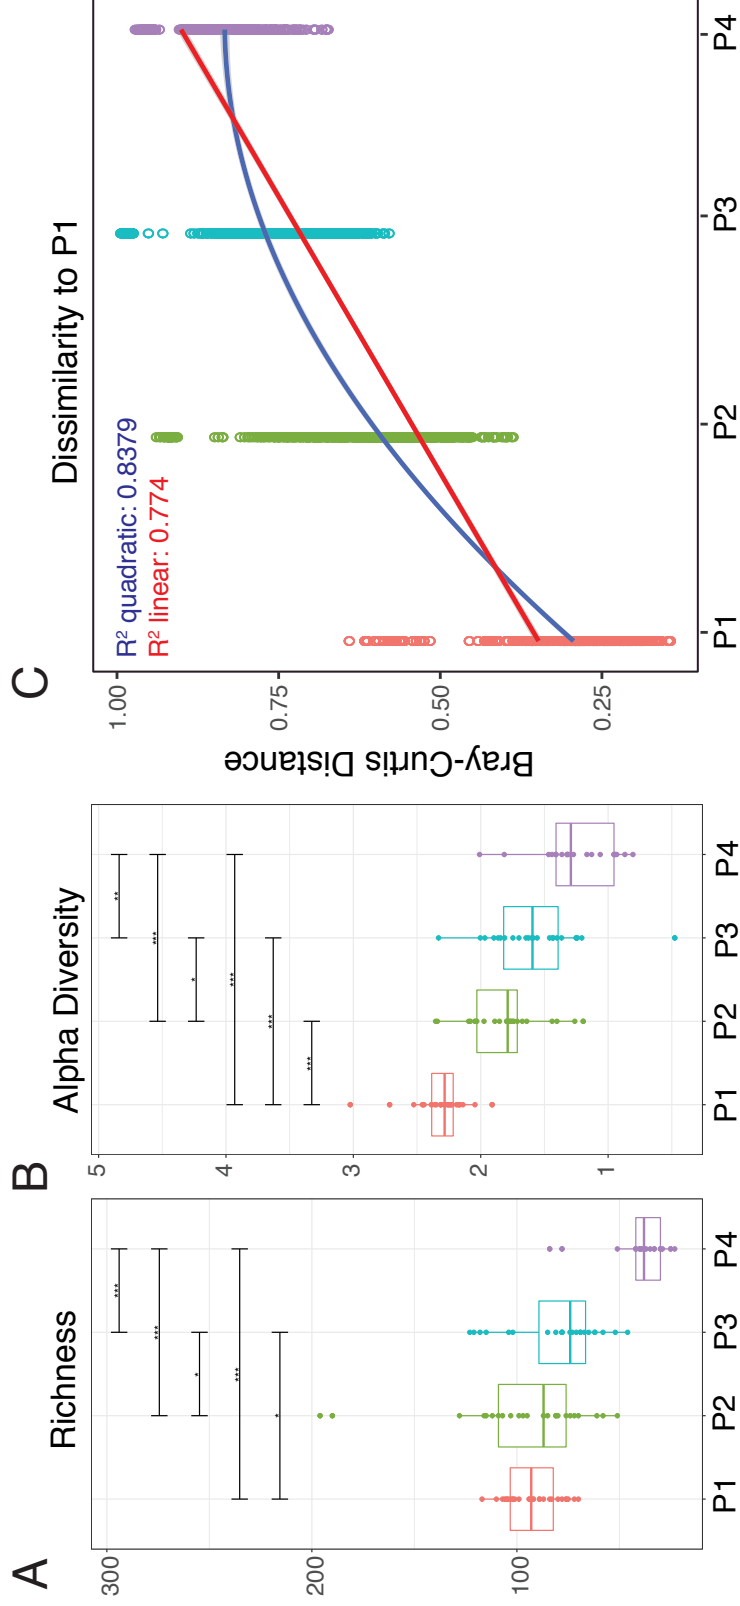 A
Richness
300
200
100
***
***
*
***
*
P1
P2
P3
P4
B
Alpha Diversity
5
4
3
2
1
**
***
*
***
***
***
P1
P2
P3
P4
C
Dissimilarity to P1
R² quadratic: 0.8379
R² linear: 0.774
Bray-Curtis Distance
1.00
0.75
0.50
0.25
P1
P2
P3
P4